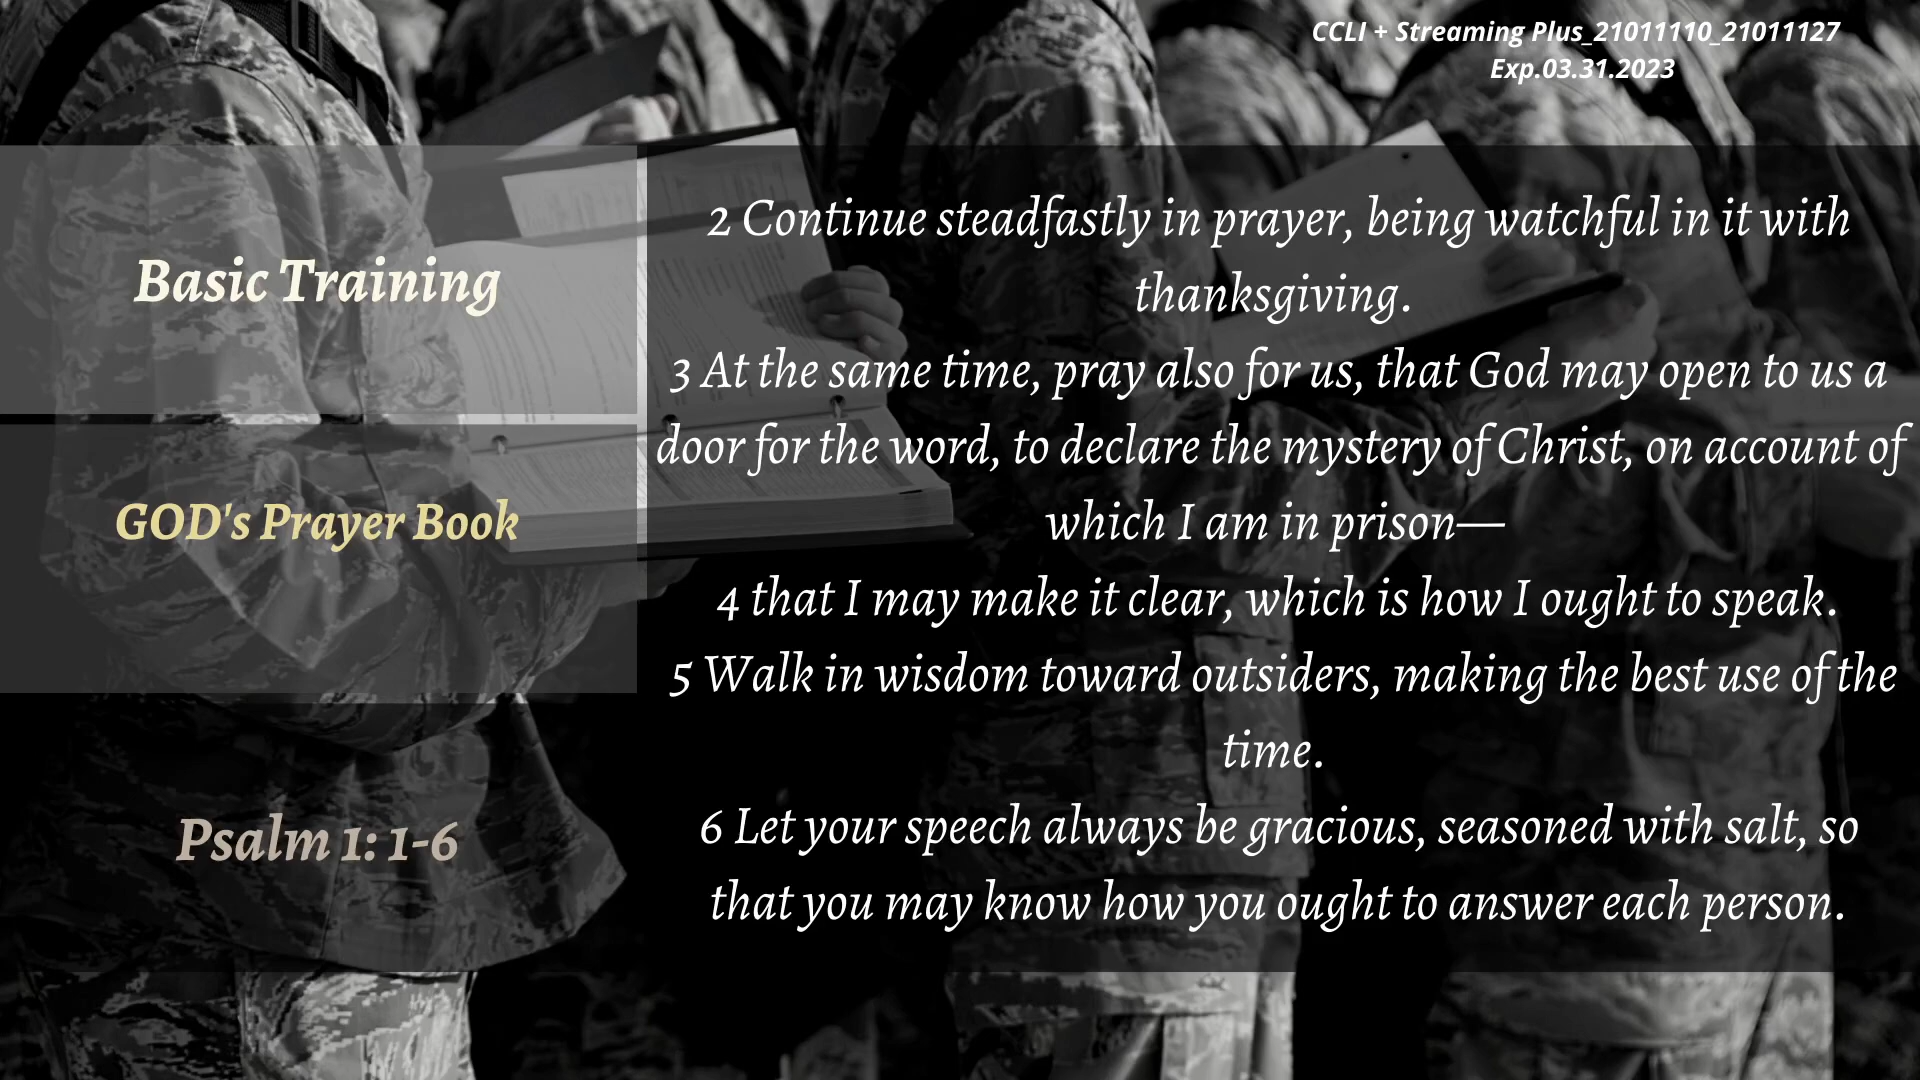 CCLI + Streaming Plus_21011110_21011127
Exp.03.31.2023
Basic Training
GOD's Prayer Book
Psalm 1: 1-6
2 Continue steadfastly in prayer, being watchful in it with
thanksgiving.
3 At the same time, pray also for us, that God may open to us a
door for the word, to declare the mystery of Christ, on account of
which I am in prison—
4 that I may make it clear, which is how I ought to speak.
5 Walk in wisdom toward outsiders, making the best use of the
time.
6 Let your speech always be gracious, seasoned with salt, so
that you may know how you ought to answer each person.